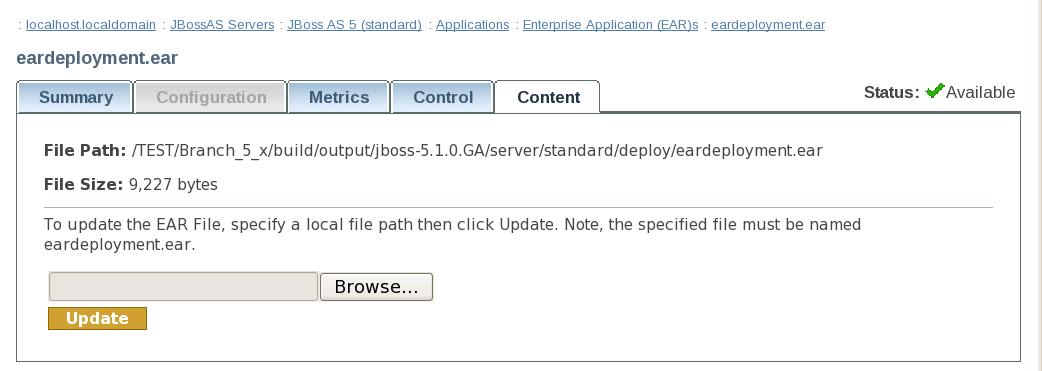 : localhost.localdomain : JBossAS Servers : JBoss AS 5 (standard) : Applications : Enterprise Application (EAR)s : eardeployment.ear
eardeployment.ear
Summary Configuration Metrics Control Content Status: Available
File Path: /TEST/Branch_5_x/build/output/jboss-5.1.0.GA/server/standard/deploy/eardeployment.ear
File Size: 9,227 bytes
To update the EAR File, specify a local file path then click Update. Note, the specified file must be named
eardeployment.ear.
Browse...
Update